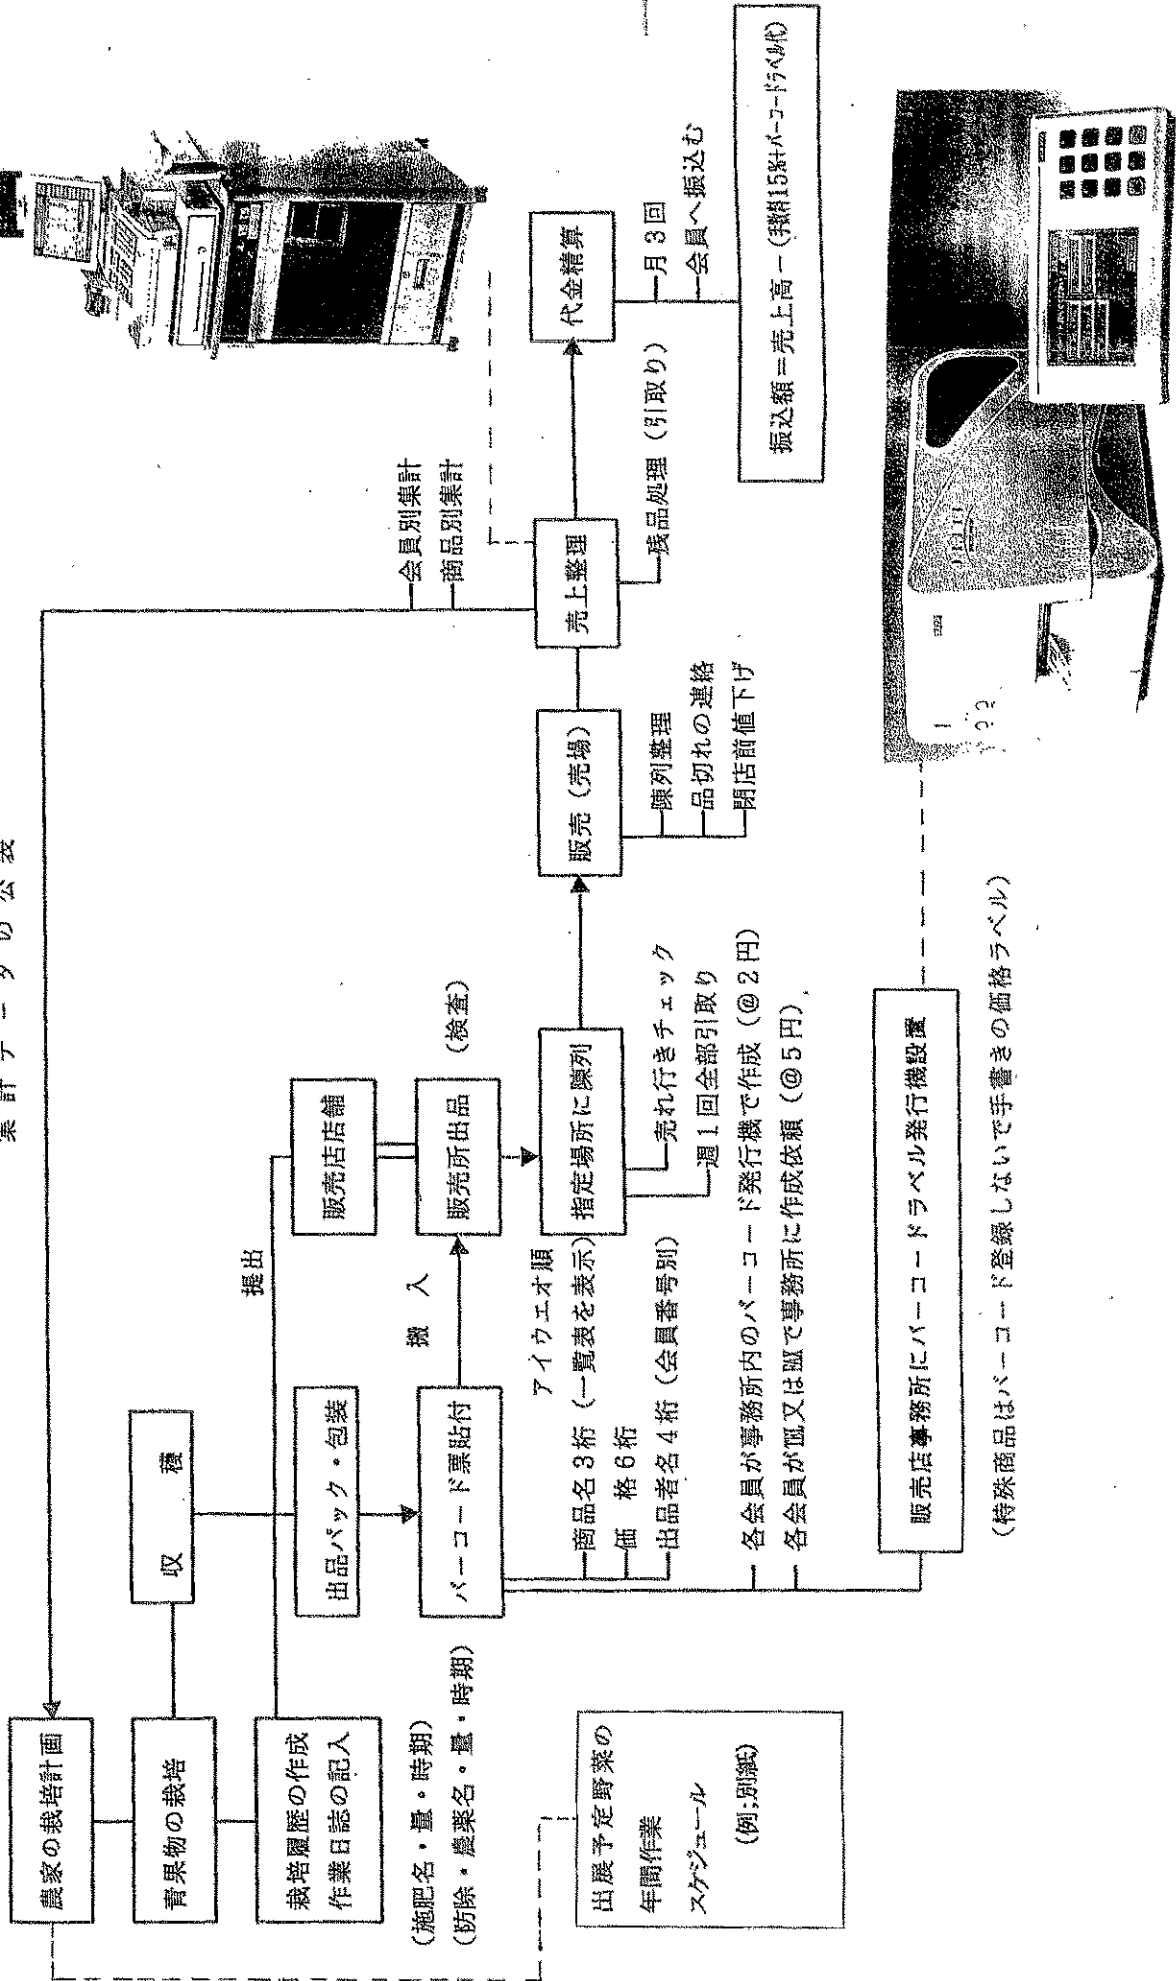 集計データの公表
農家の栽培計画
青果物の栽培
栽培履歴の作成
作業日誌の記入
(施肥名・量・時期)
(防除・農薬名・量・時期)
出展予定野菜の
年間作業
スケジュール
(例;別紙)
収穫
提出
出品パック・包装
バーコード票貼付
搬入
販売店店舗
販売所出品
(検査)
アイウエオ順
商品名3桁(一覧表を表示)
価格6桁
出品者名4桁(会員番号別)
指定場所に陳列
売れ行きチェック
週1回全部引取り
各会員が事務所内のバーコード発行機で作成(@2円)
各会員がTEL又はFAXで事務所に作成依頼(@5円)
販売店事務所にバーコードラベル発行機設置
(特殊商品はバーコード登録しないで手書きの価格ラベル)
販売(売場)
陳列整理
品切れの連絡
閉店前値下げ
会員別集計
商品別集計
売上整理
残品処理(引取り)
代金精算
月3回
会員へ振込む
振込額=売上高-(手数料15%+バーコードラベル代)